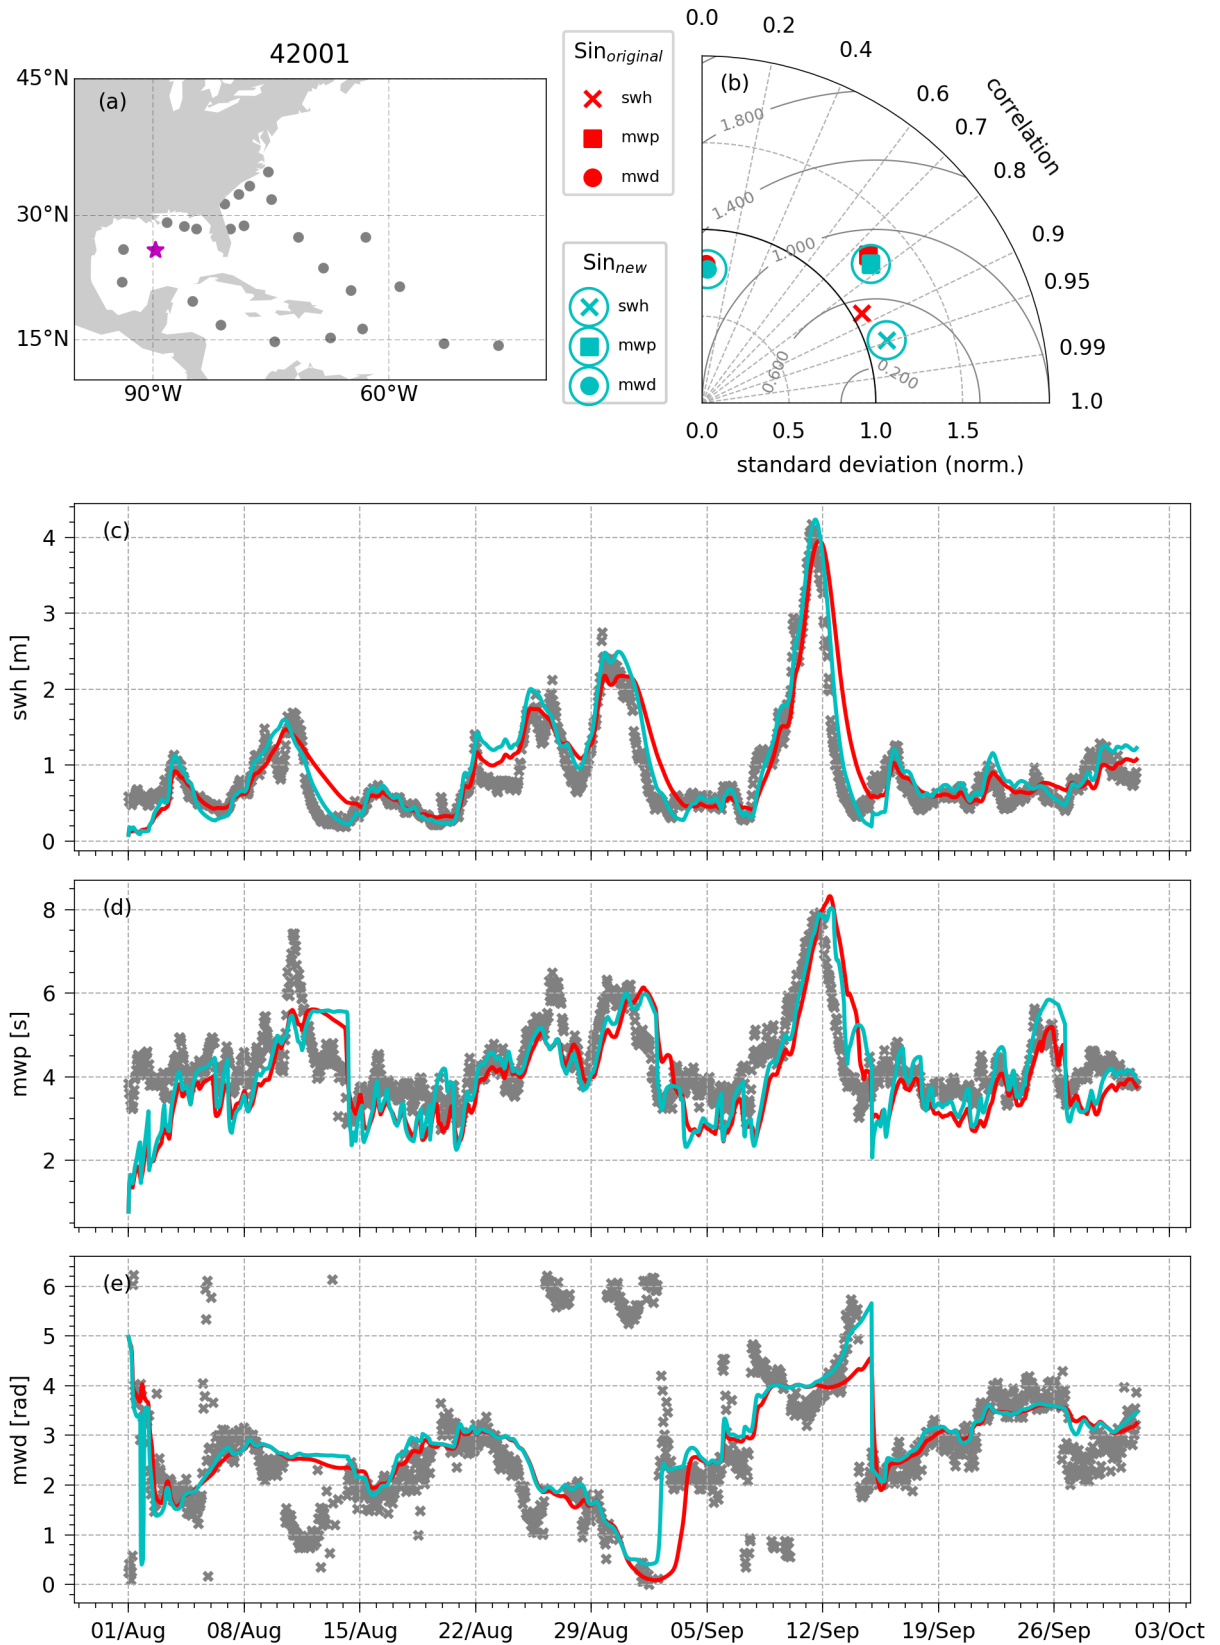 42001
(a)
45°N
30°N
15°N
90°W
60°W
Sin_original
swh
mwp
mwd
Sin_new
swh
mwp
mwd
(b)
0.0
0.2
0.4
0.6
0.7
0.8
0.9
0.95
0.99
1.0
correlation
1.800
1.400
1.000
0.600
0.200
0.0
0.5
1.0
1.5
standard deviation (norm.)
(c)
swh [m]
4
3
2
1
0
(d)
mwp [s]
8
6
4
2
(e)
mwd [rad]
6
5
4
3
2
1
0
01/Aug 08/Aug 15/Aug 22/Aug 29/Aug 05/Sep 12/Sep 19/Sep 26/Sep 03/Oct